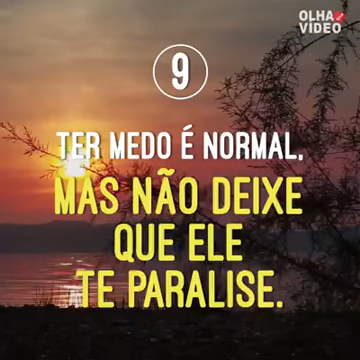 OLHA
VIDEO
9
TER MEDO É NORMAL,
MAS NÃO DEIXE
QUE ELE
TE PARALISE.